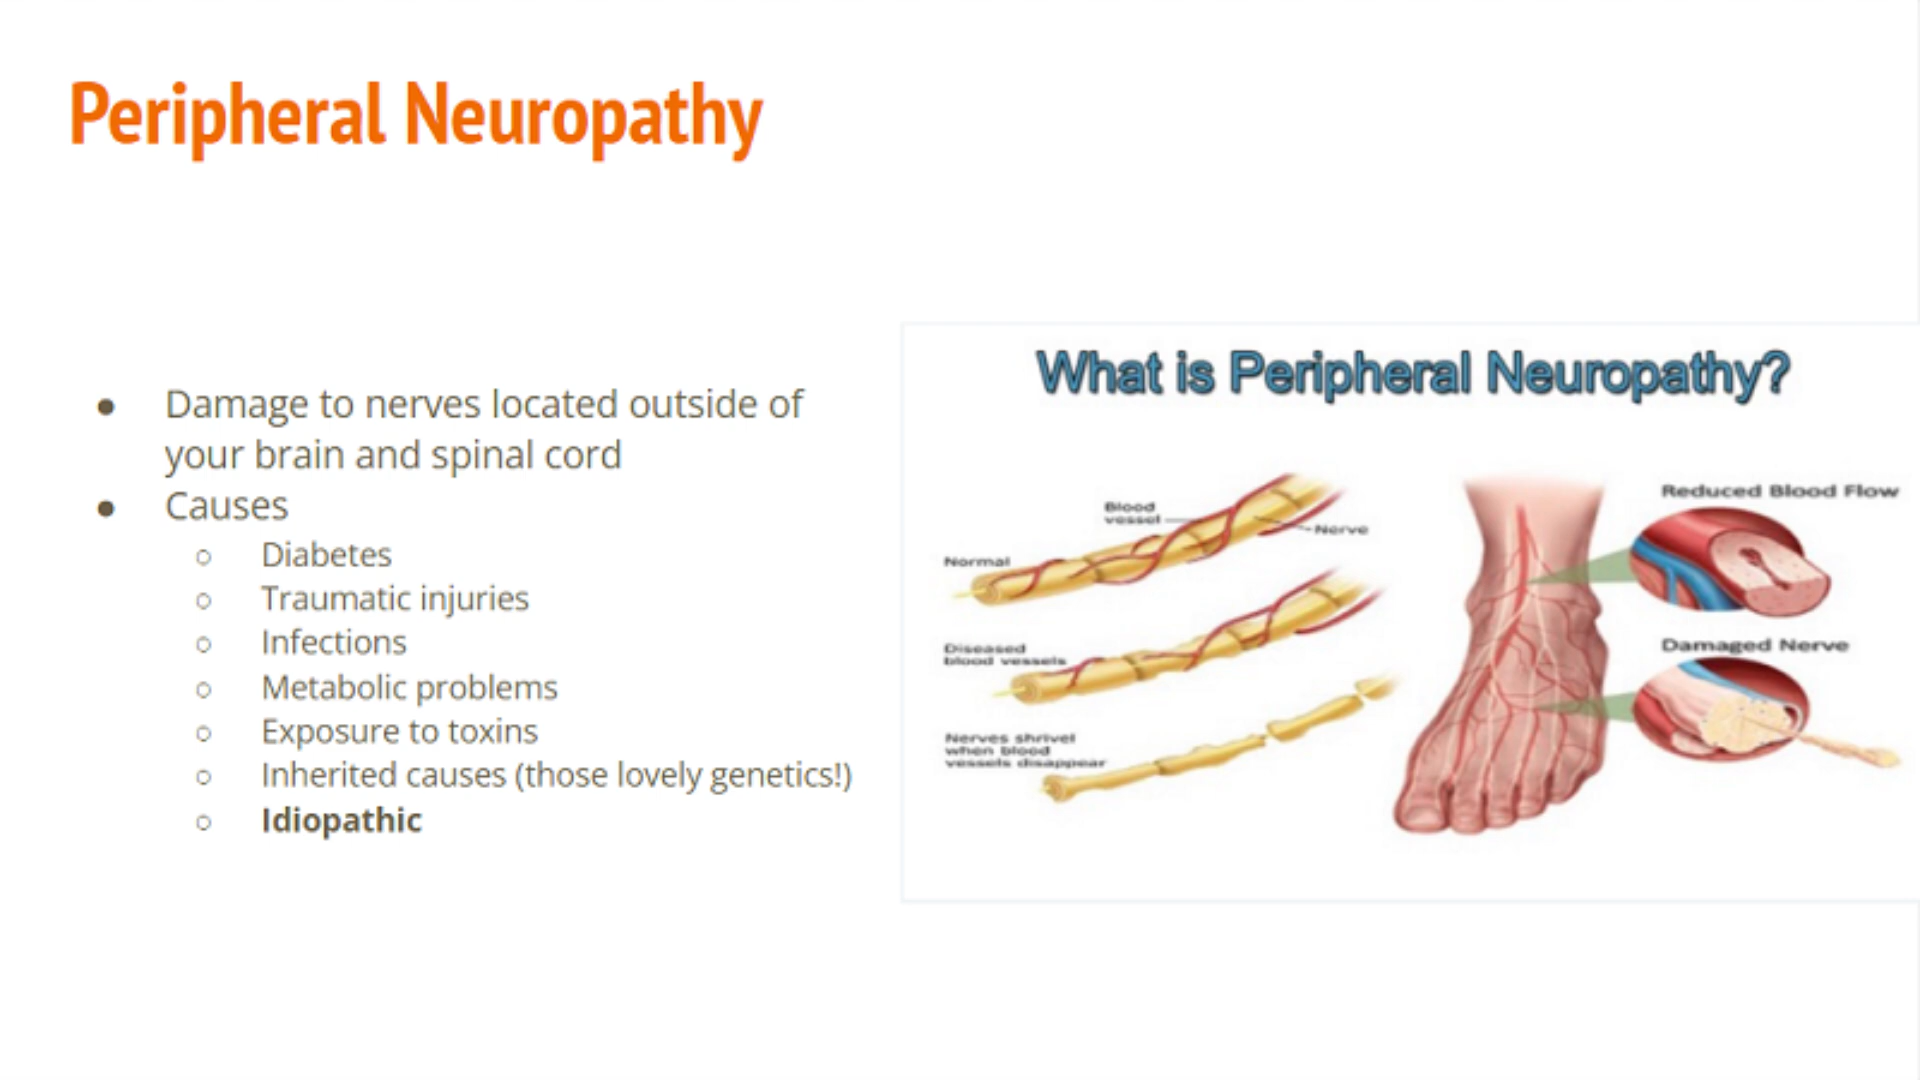 Peripheral Neuropathy
● Damage to nerves located outside of
your brain and spinal cord
● Causes
○ Diabetes
○ Traumatic injuries
○ Infections
○ Metabolic problems
○ Exposure to toxins
○ Inherited causes (those lovely genetics!)
○ Idiopathic
What is Peripheral Neuropathy?
Blood
vessel
Nerve
Normal
Diseased
blood vessels
Nerves shrivel
when blood
vessels disappear
Reduced Blood Flow
Damaged Nerve